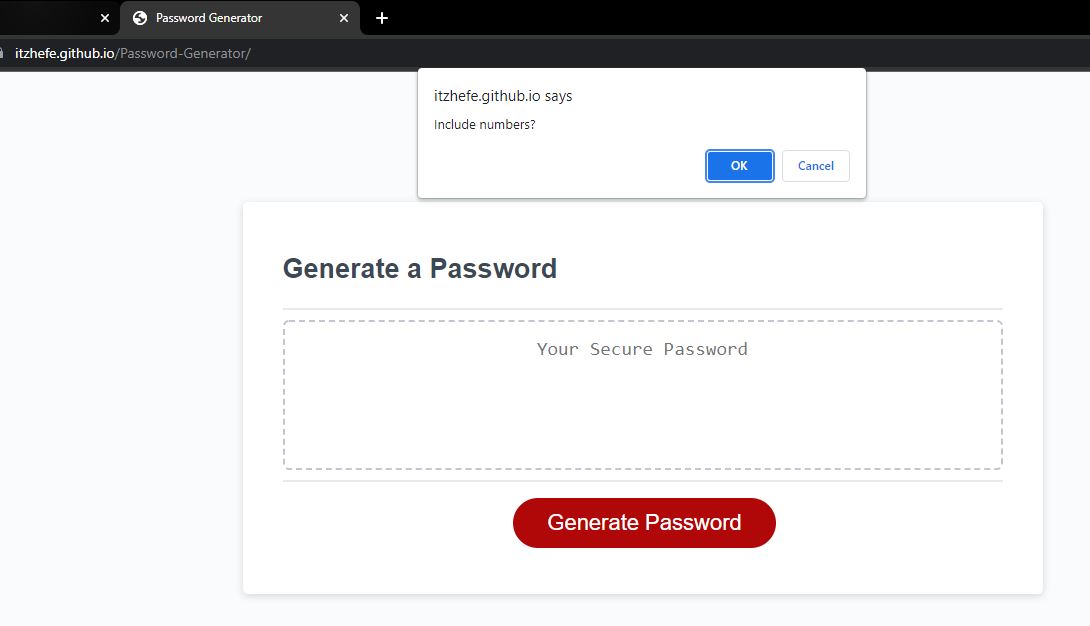 Password Generator
itzhefe.github.io/Password-Generator/
itzhefe.github.io says
Include numbers?
OK Cancel
Generate a Password
Your Secure Password
Generate Password